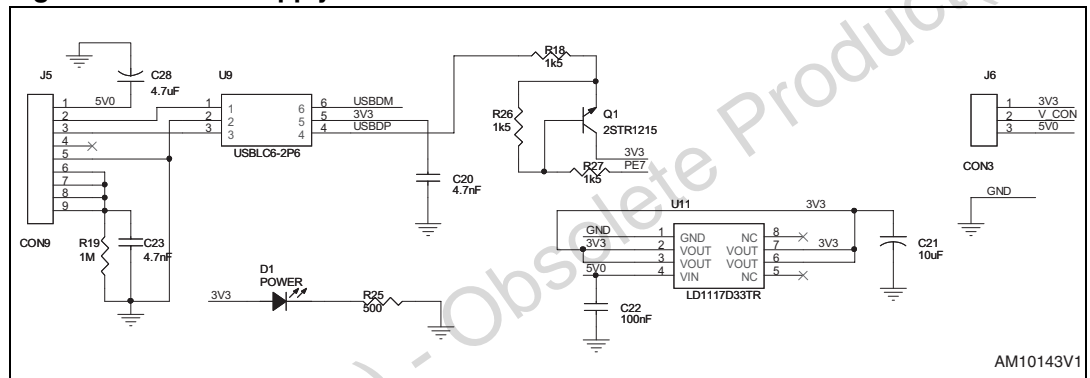 J5
C28
4.7uF
U9
1
2
3
4
5
6
7
8
9
5V0
CON9
1
2
3
1
2
3
6
5
4
6
5
4
USBDM
3V3
USBDP
USBLC6-2P6
C20
4.7nF
R18
1k5
R26
1k5
Q1
2STR1215
3V3
PE7
R27
1k5
J6
1
2
3
3V3
V_CON
5V0
CON3
GND
R19
1M
C23
4.7nF
D1
POWER
3V3
R25
500
U11
GND
3V3
5V0
1
2
3
4
GND
VOUT
VOUT
VIN
NC
VOUT
VOUT
NC
8
7
6
5
3V3
3V3
LD1117D33TR
C21
10uF
C22
100nF
- Obsolete Product(
AM10143V1